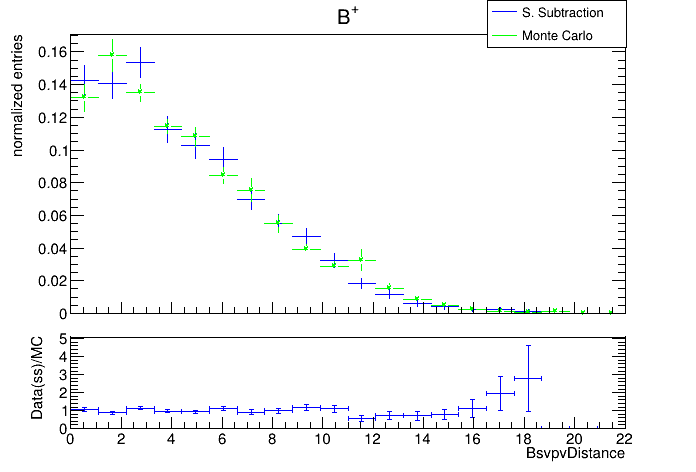 B+
S. Subtraction
Monte Carlo
normalized entries
0.16
0.14
0.12
0.1
0.08
0.06
0.04
0.02
0
Data(ss)/MC
5
4
3
2
1
0
0 2 4 6 8 10 12 14 16 18 20 22
BsvpvDistance